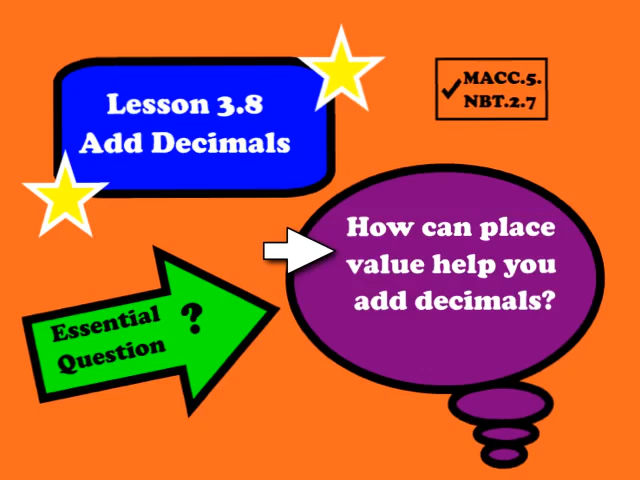 Lesson 3.8
Add Decimals
MACC.5.
NBT.2.7
How can place
value help you
add decimals?
Essential
Question
?